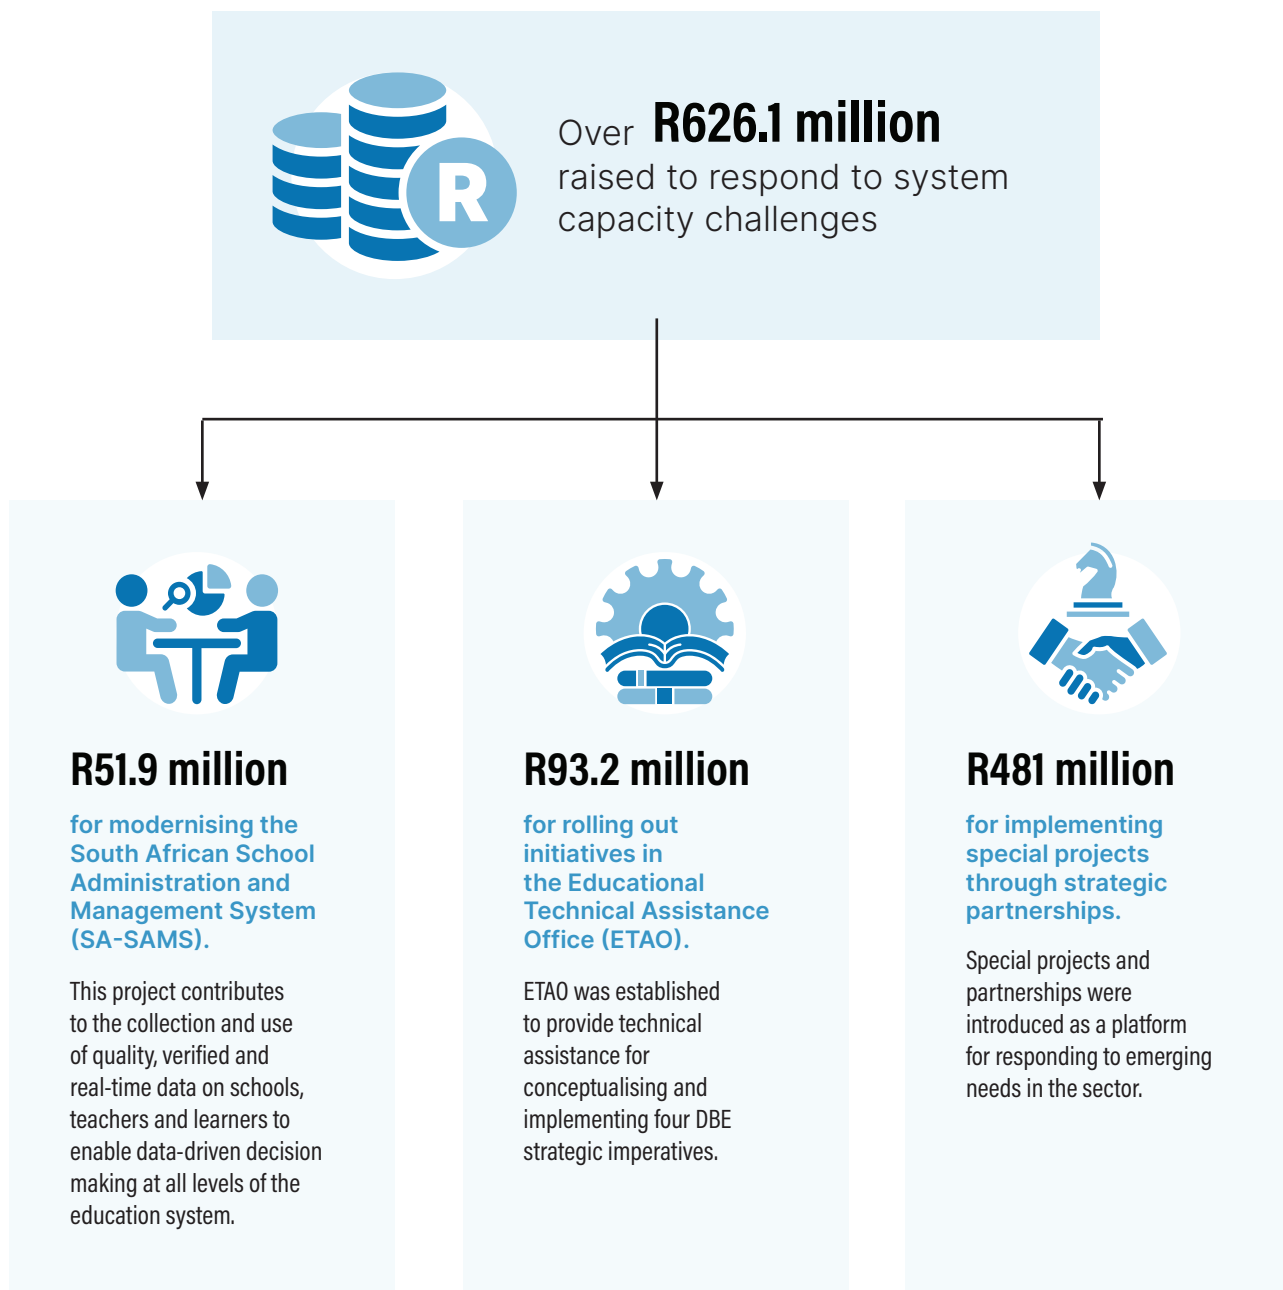 Over R626.1 million
raised to respond to system
capacity challenges
R
R51.9 million
for modernising the
South African School
Administration and
Management System
(SA-SAMS).
This project contributes
to the collection and use
of quality, verified and
real-time data on schools,
teachers and learners to
enable data-driven decision
making at all levels of the
education system.
R93.2 million
for rolling out
initiatives in
the Educational
Technical Assistance
Office (ETAO).
ETAO was established
to provide technical
assistance for
conceptualising and
implementing four DBE
strategic imperatives.
R481 million
for implementing
special projects
through strategic
partnerships.
Special projects and
partnerships were
introduced as a platform
for responding to emerging
needs in the sector.